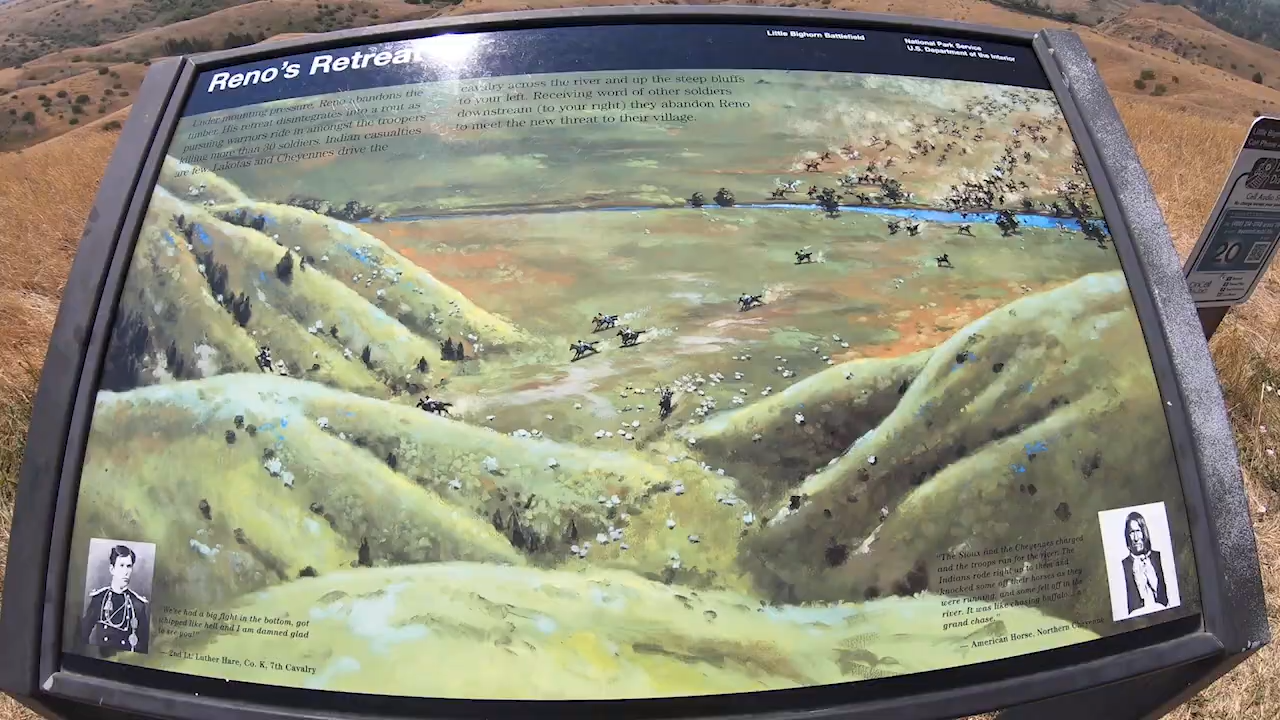 Reno's Retreat
Little Bighorn Battlefield
National Park Service
U.S. Department of the Interior
Under mounting pressure, Reno abandons the
timber. His retreat disintegrates into a rout as
pursuing warriors ride in amongst the troopers
killing more than 30 soldiers. Indian casualties
are few. Lakotas and Cheyennes drive the
cavalry across the river and up the steep bluffs
to your left. Receiving word of other soldiers
downstream (to your right) they abandon Reno
to meet the new threat to their village.
"We've had a big fight in the bottom, got
whipped like hell and I am damned glad
to see you!"
— 2nd Lt. Luther Hare, Co. K, 7th Cavalry
"The Sioux and the Cheyennes charged
and the troops ran for the river. The
Indians rode right up to them and
knocked some off their horses as they
were running, and some fell off in the
river. It was like chasing buffalo...a
grand chase."
— American Horse, Northern Cheyenne
Little Bigh
Cell Audio
20